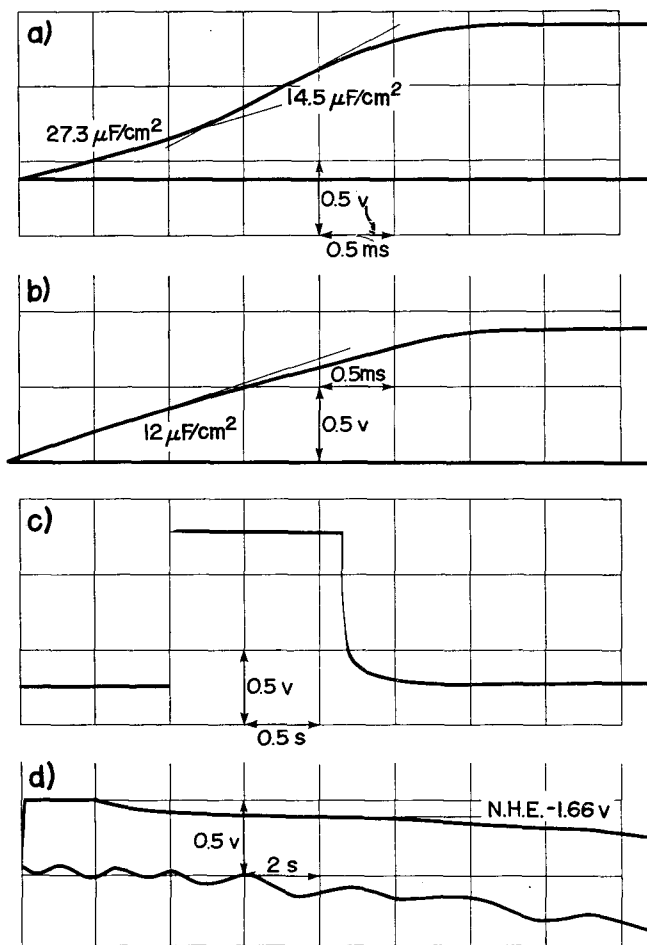 a)
14.5 µF/cm²
27.3 µF/cm²
0.5 v
0.5 ms
b)
0.5ms
12 µF/cm²
0.5 v
c)
0.5 v
0.5 s
d)
N.H.E.-1.66 v
0.5 v
2 s